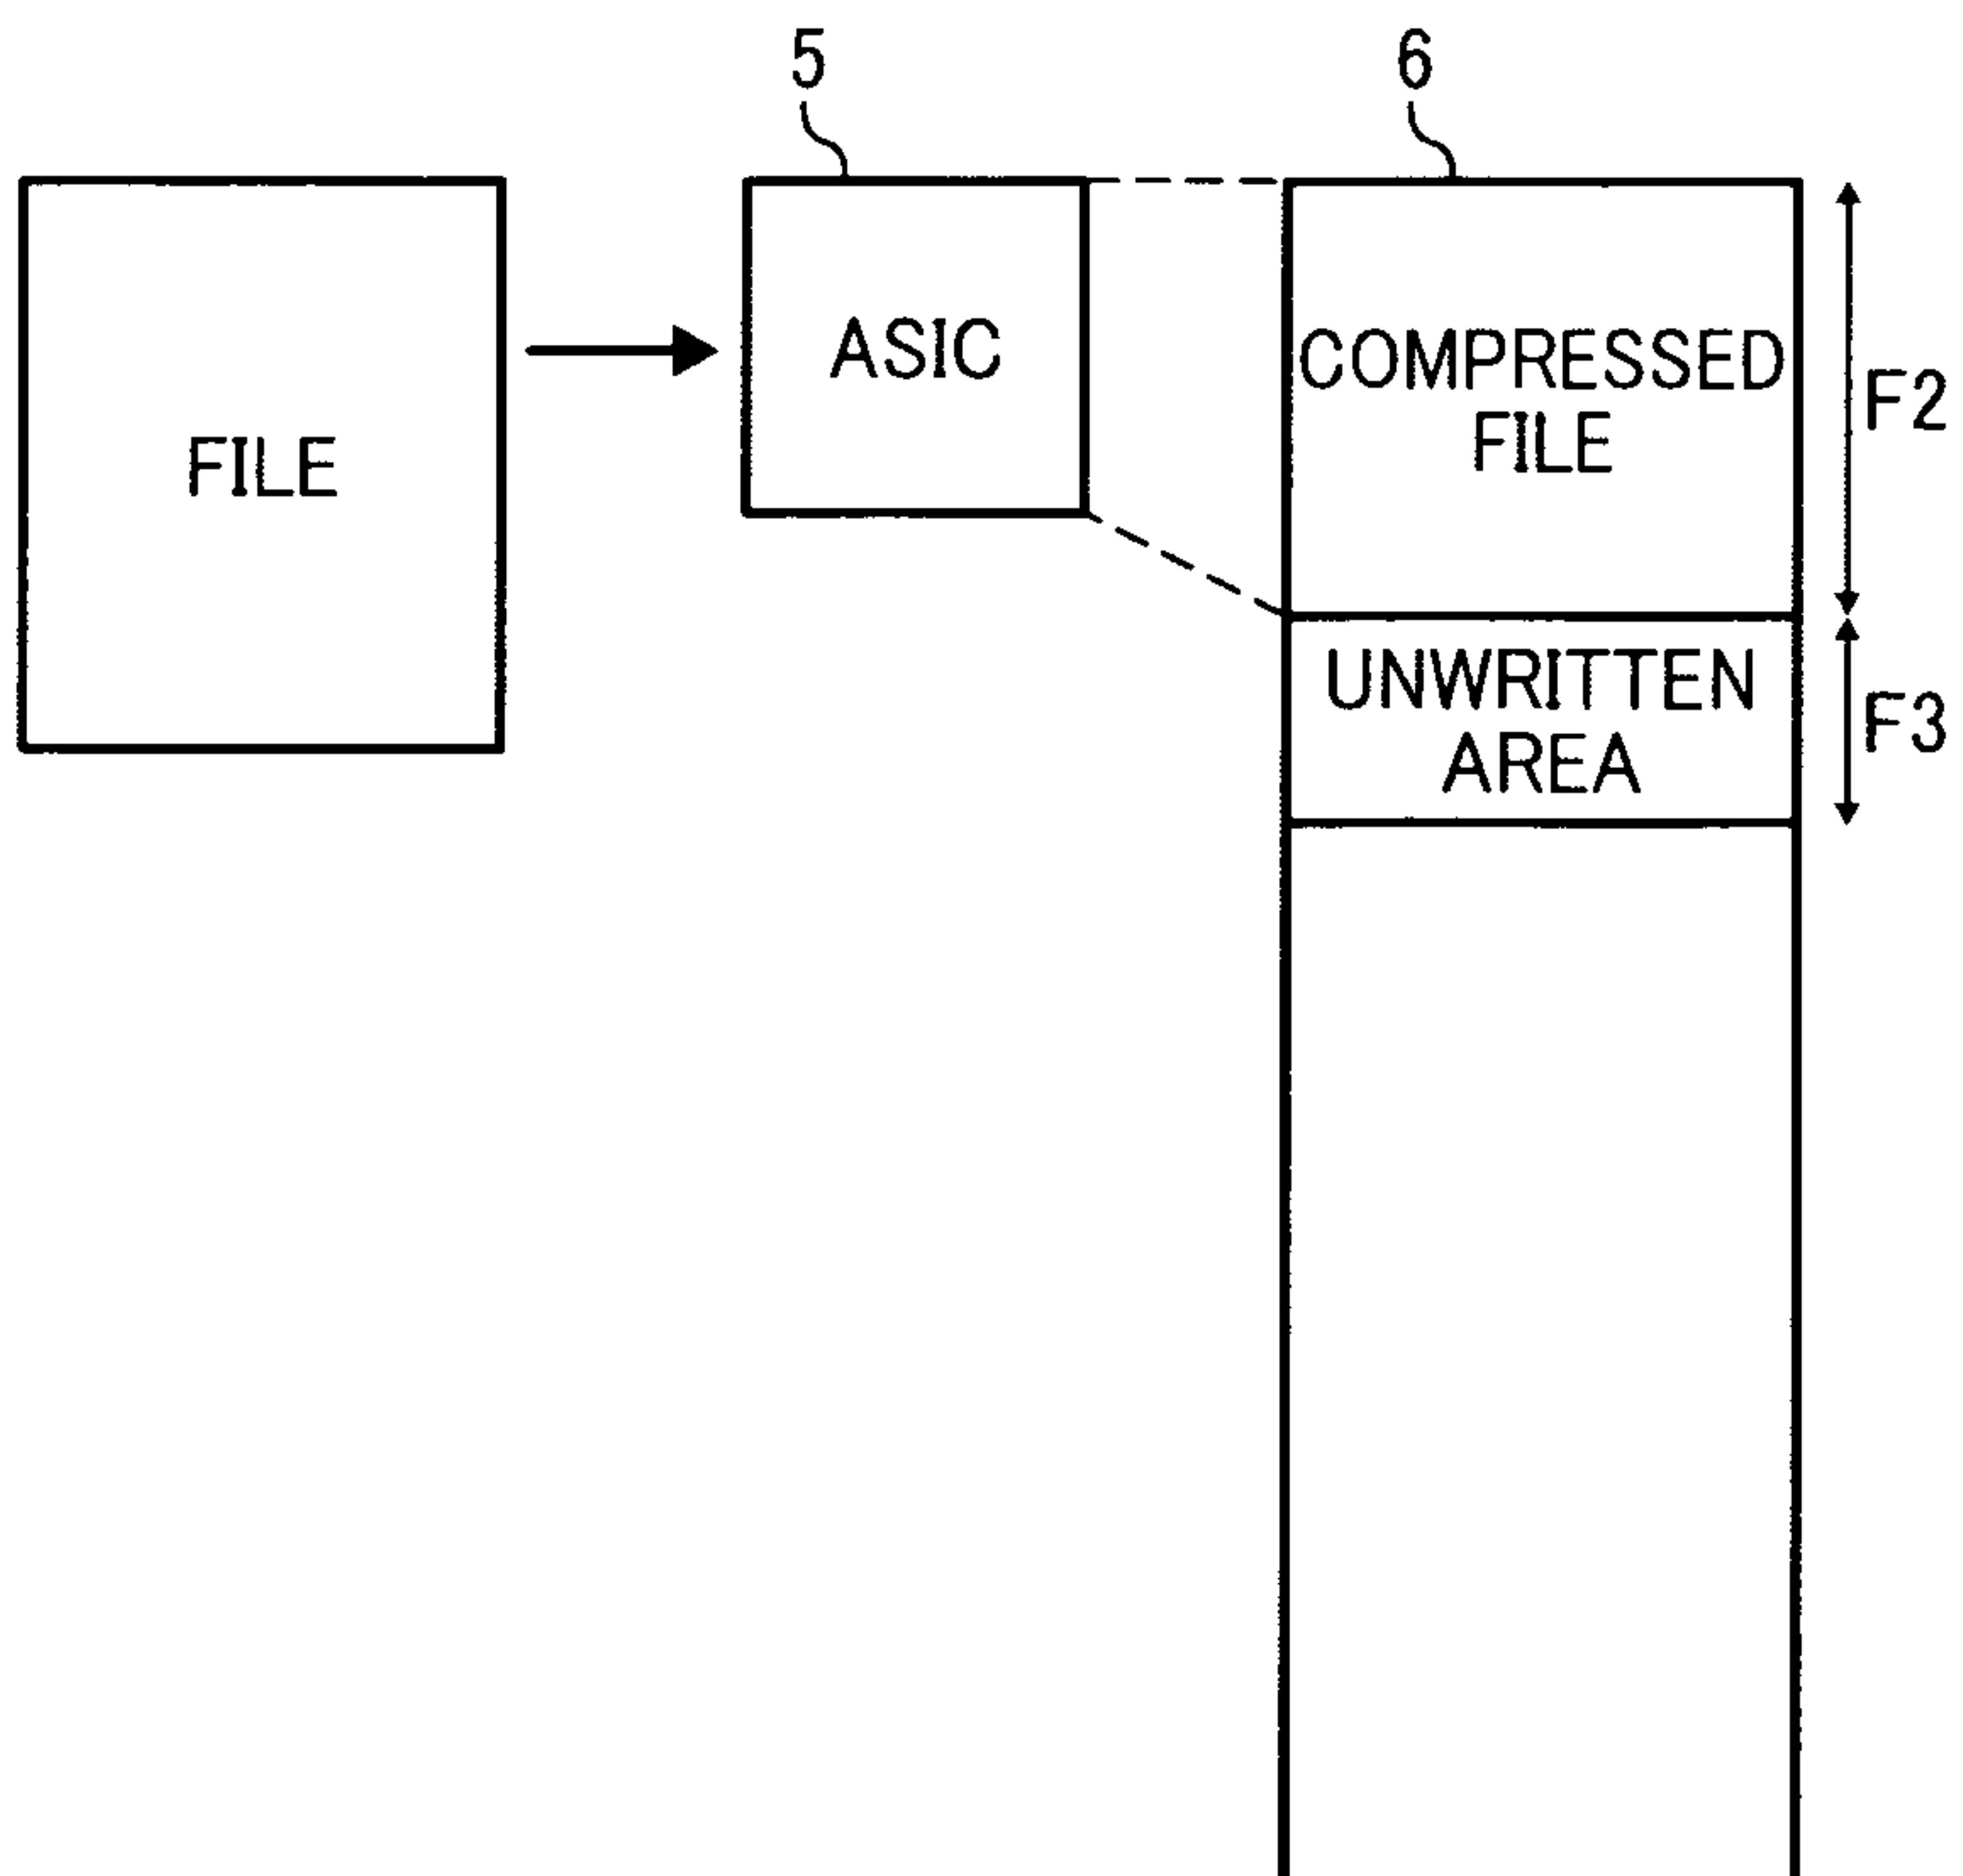 5
6
FILE
ASIC
COMPRESSED
FILE
F2
UNWRITTEN
AREA
F3